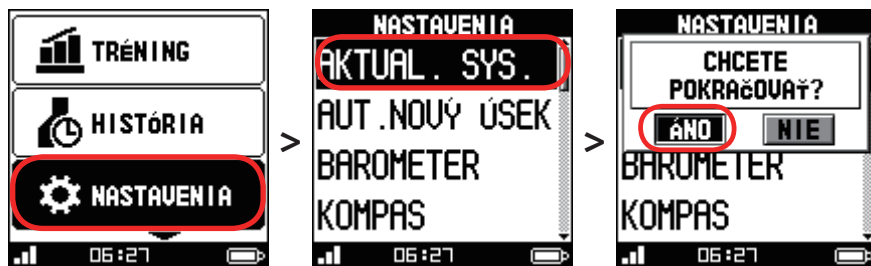 TRéNING
HISTóRIA
NASTAVENIA
06:27
>
NASTAVENIA
AKTUAL. SYS.
AUT.NOVÝ ÚSEK
BAROMETER
KOMPAS
06:27
>
NASTAVENIA
CHCETE
POKRAčOVAť?
áNO NIE
BAROMETER
KOMPAS
06:27